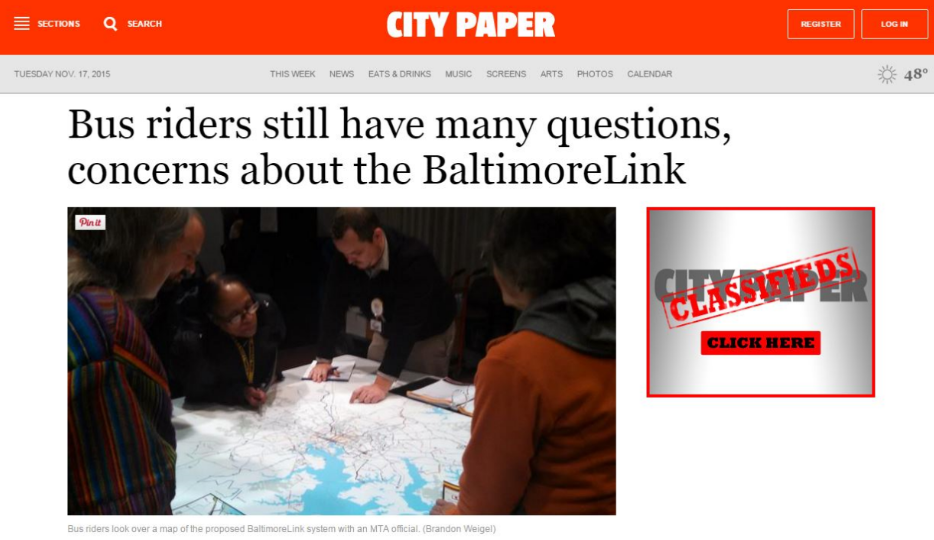 SECTIONS SEARCH CITY PAPER REGISTER LOG IN
TUESDAY NOV. 17, 2015 THIS WEEK NEWS EATS & DRINKS MUSIC SCREENS ARTS PHOTOS CALENDAR 48°
Bus riders still have many questions,
concerns about the BaltimoreLink
Pin it
CITY PAPER
CLASSIFIEDS
CLICK HERE
Bus riders look over a map of the proposed BaltimoreLink system with an MTA official. (Brandon Weigel)